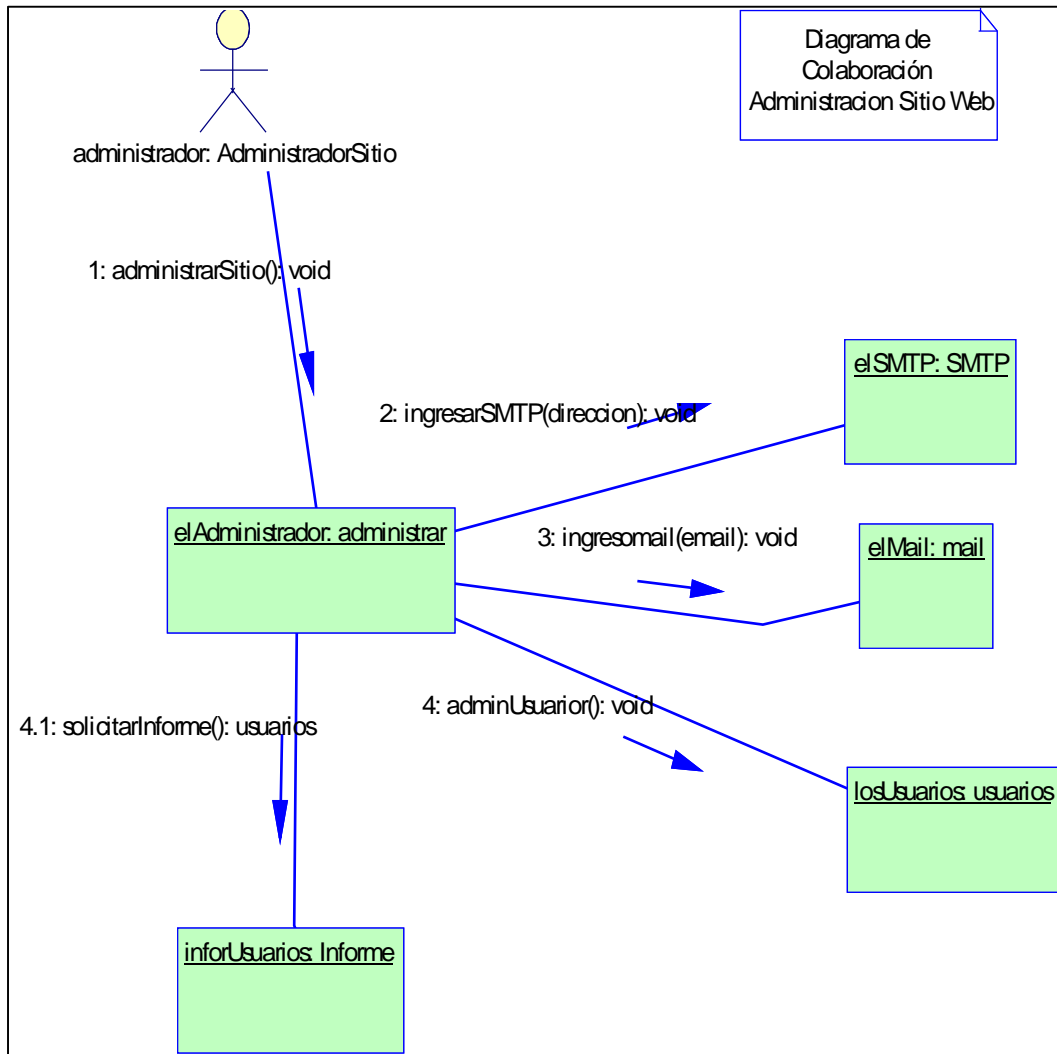 Diagrama de
Colaboración
Administracion Sitio Web
administrador: AdministradorSitio
1: administrarSitio(): void
elSMTP: SMTP
2: ingresarSMTP(direccion): void
elAdministrador: administrar
3: ingresomail(email): void
elMail: mail
4: adminUsuarior(): void
4.1: solicitarInforme(): usuarios
losUsuarios: usuarios
inforUsuarios: Informe